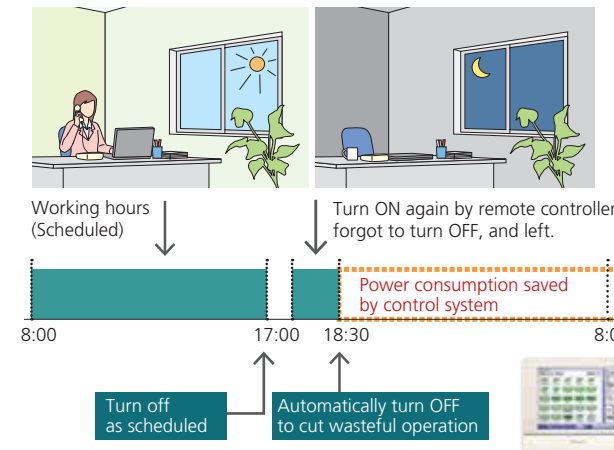 Working hours
(Scheduled)
Turn ON again by remote controller
forgot to turn OFF, and left.
Power consumption saved
by control system
8:00
17:00
18:30
8:0
Turn off
as scheduled
Automatically turn OFF
to cut wasteful operation